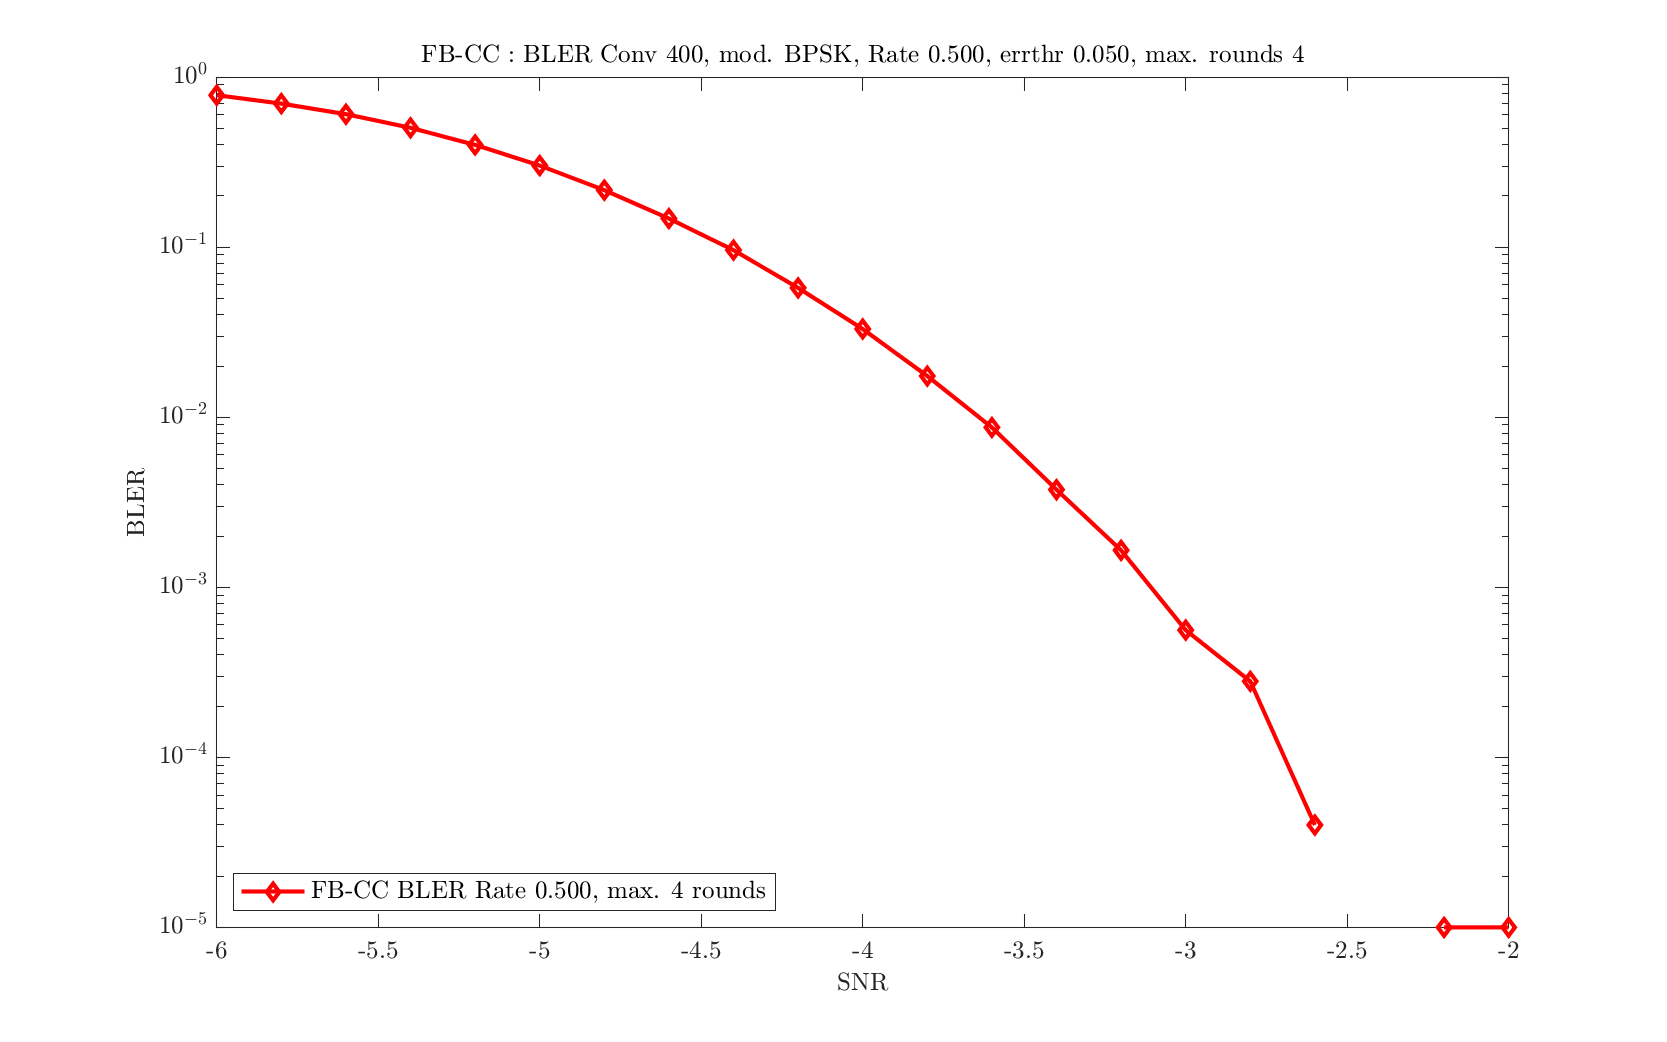 FB-CC : BLER Conv 400, mod. BPSK, Rate 0.500, errthr 0.050, max. rounds 4
10^0
10^-1
10^-2
10^-3
10^-4
10^-5
BLER
FB-CC BLER Rate 0.500, max. 4 rounds
-6 -5.5 -5 -4.5 -4 -3.5 -3 -2.5 -2
SNR